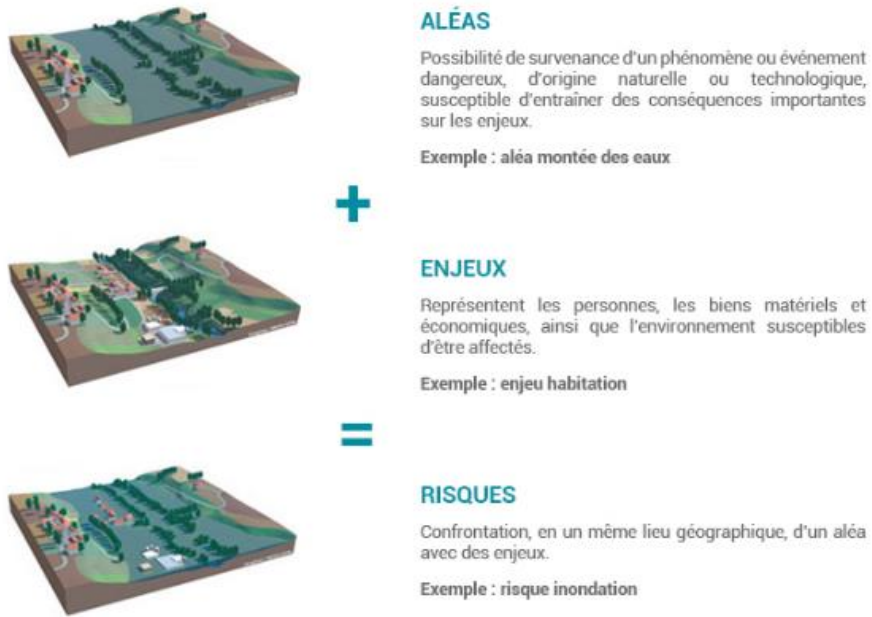 ALÉAS
Possibilité de survenance d'un phénomène ou événement
dangereux, d'origine naturelle ou technologique,
susceptible d'entraîner des conséquences importantes
sur les enjeux.
Exemple : aléa montée des eaux
+
ENJEUX
Représentent les personnes, les biens matériels et
économiques, ainsi que l'environnement susceptibles
d'être affectés.
Exemple : enjeu habitation
=
RISQUES
Confrontation, en un même lieu géographique, d'un aléa
avec des enjeux.
Exemple : risque inondation